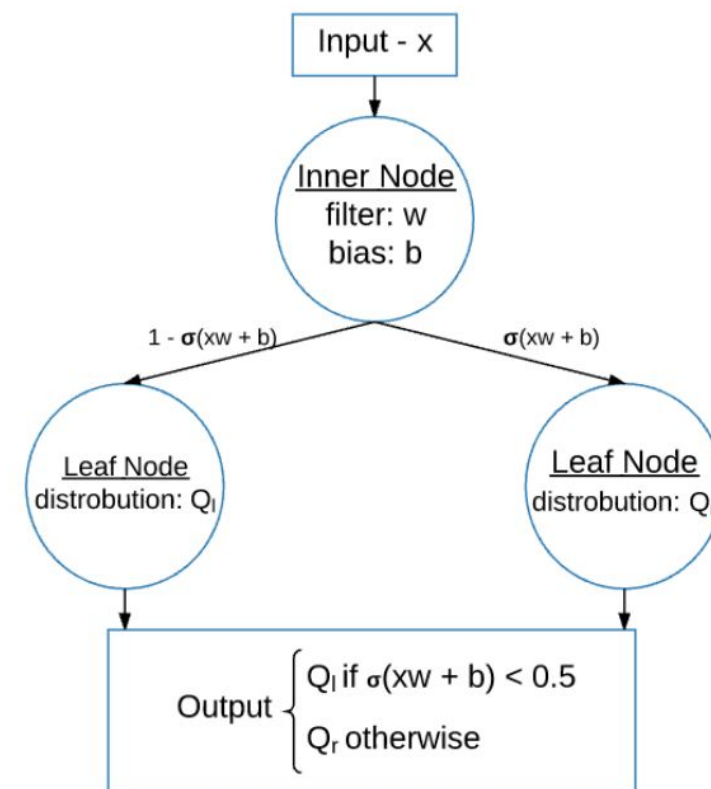 Input - x
Inner Node
filter: w
bias: b
1 - σ(xw + b)
σ(xw + b)
Leaf Node
distrobution: Qₗ
Leaf Node
distrobution: Q
Output
Qₗ if σ(xw + b) < 0.5
Qᵣ otherwise